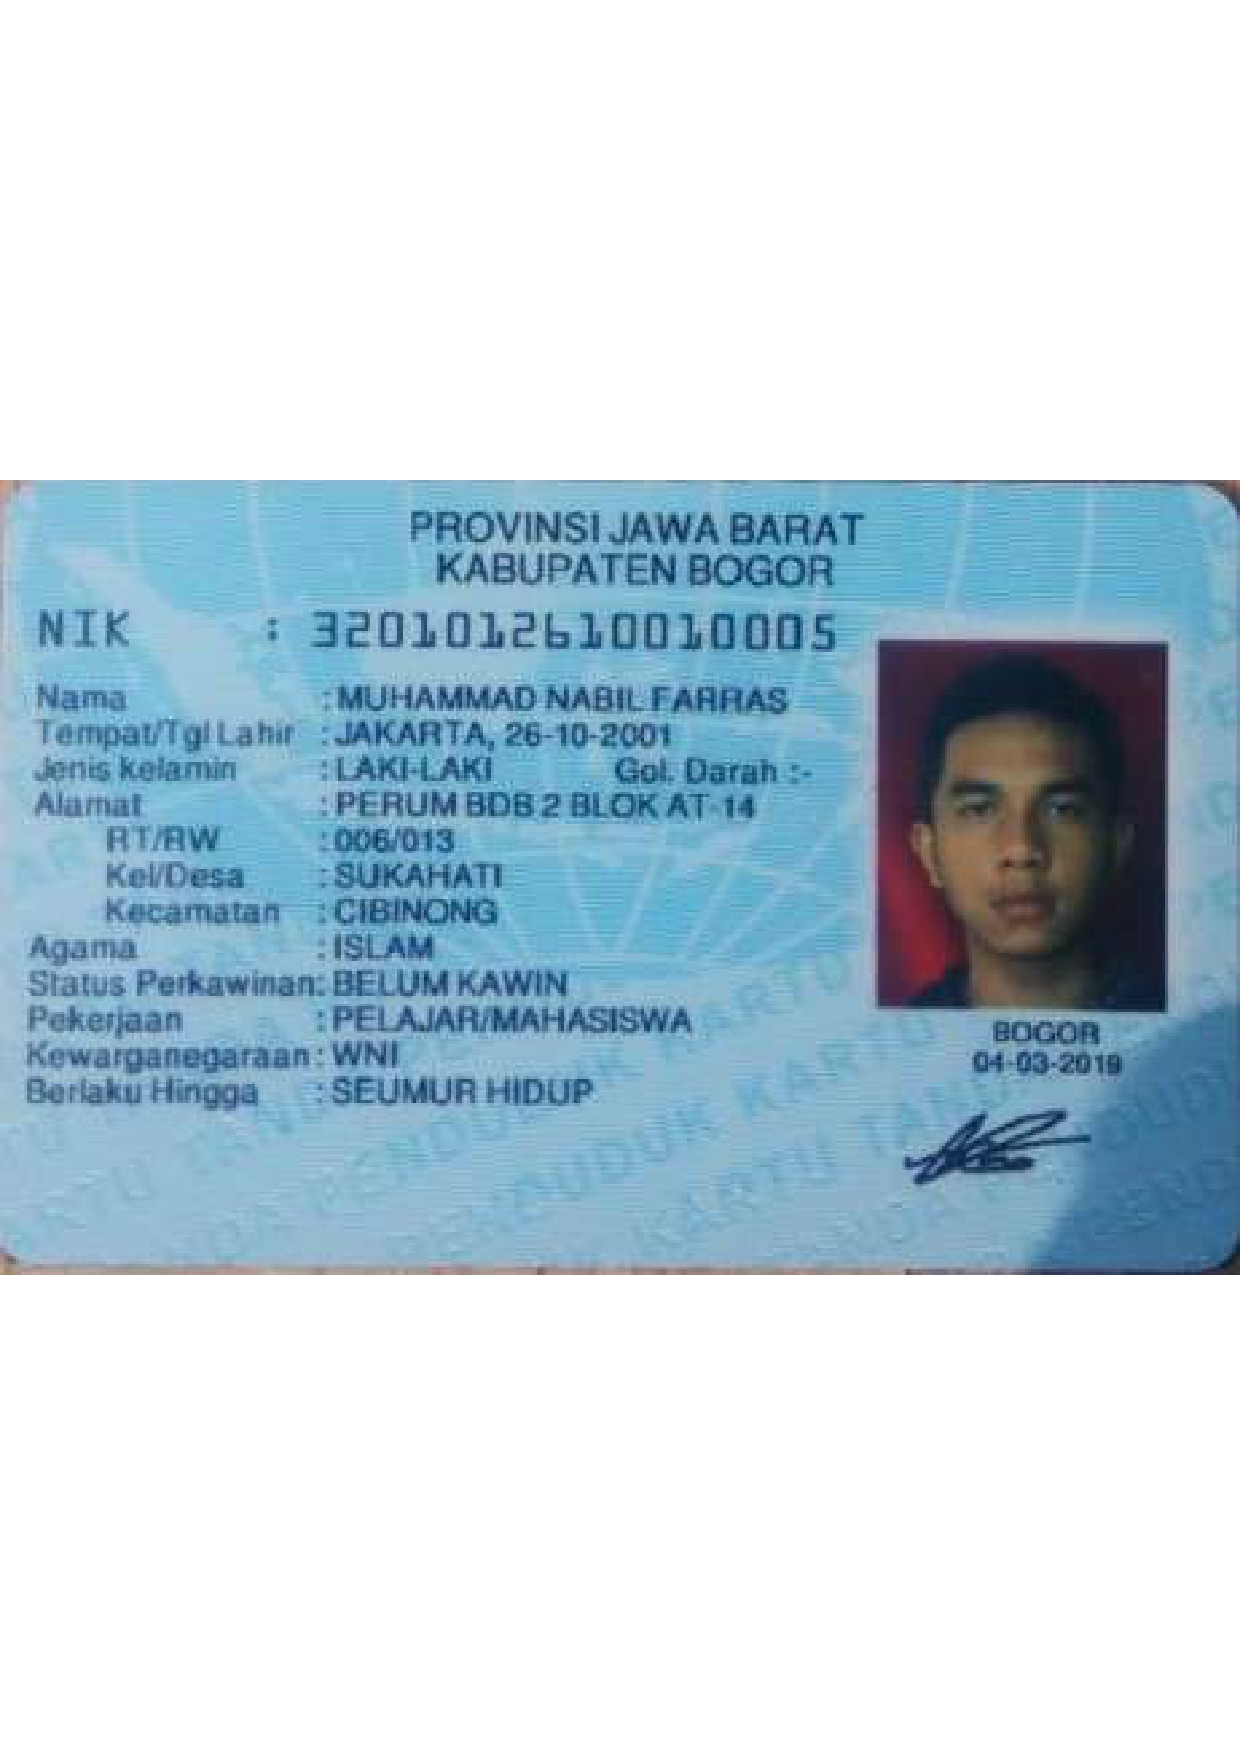 PROVINSI JAWA BARAT
KABUPATEN BOGOR
NIK : 3201012610010005
Nama : MUHAMMAD NABIL FARRAS
Tempat/Tgl Lahir : JAKARTA, 26-10-2001
Jenis kelamin : LAKI-LAKI Gol. Darah :-
Alamat : PERUM BDB 2 BLOK AT-14
RT/RW : 006/013
Kel/Desa : SUKAHATI
Kecamatan : CIBINONG
Agama : ISLAM
Status Perkawinan: BELUM KAWIN
Pekerjaan : PELAJAR/MAHASISWA
Kewarganegaraan: WNI
Berlaku Hingga : SEUMUR HIDUP
BOGOR
04-03-2019